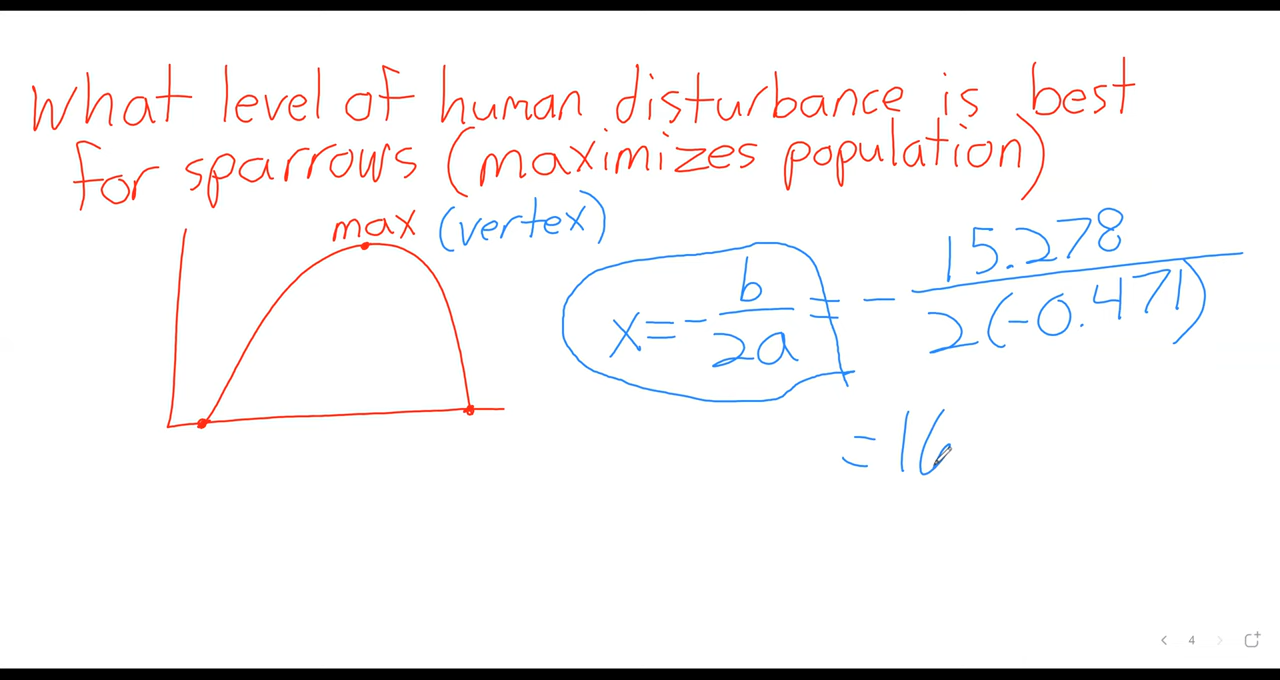 What level of human disturbance is best
for sparrows (maximizes population)
max (vertex)
x = - b/2a = - 15.278/2(-0.471)
= 16
4